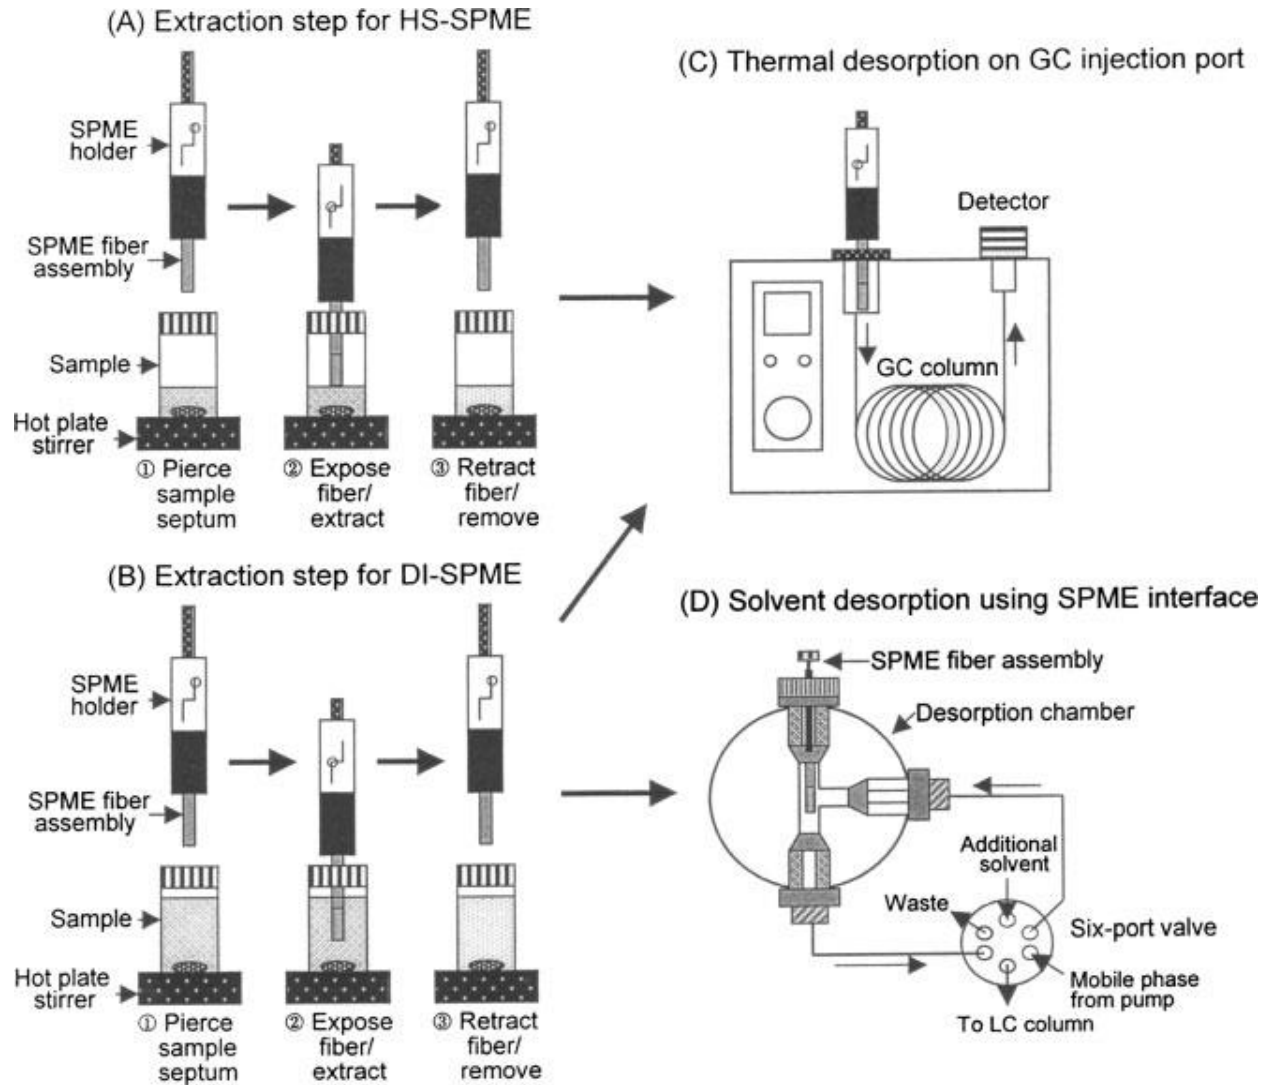 (A) Extraction step for HS-SPME
SPME
holder
SPME fiber
assembly
Sample
Hot plate
stirrer
① Pierce
sample
septum
② Expose
fiber/
extract
③ Retract
fiber/
remove
(B) Extraction step for DI-SPME
SPME
holder
SPME fiber
assembly
Sample
Hot plate
stirrer
① Pierce
sample
septum
② Expose
fiber/
extract
③ Retract
fiber/
remove
(C) Thermal desorption on GC injection port
Detector
GC column
(D) Solvent desorption using SPME interface
SPME fiber assembly
Desorption chamber
Additional
solvent
Waste
Six-port valve
Mobile phase
from pump
To LC column